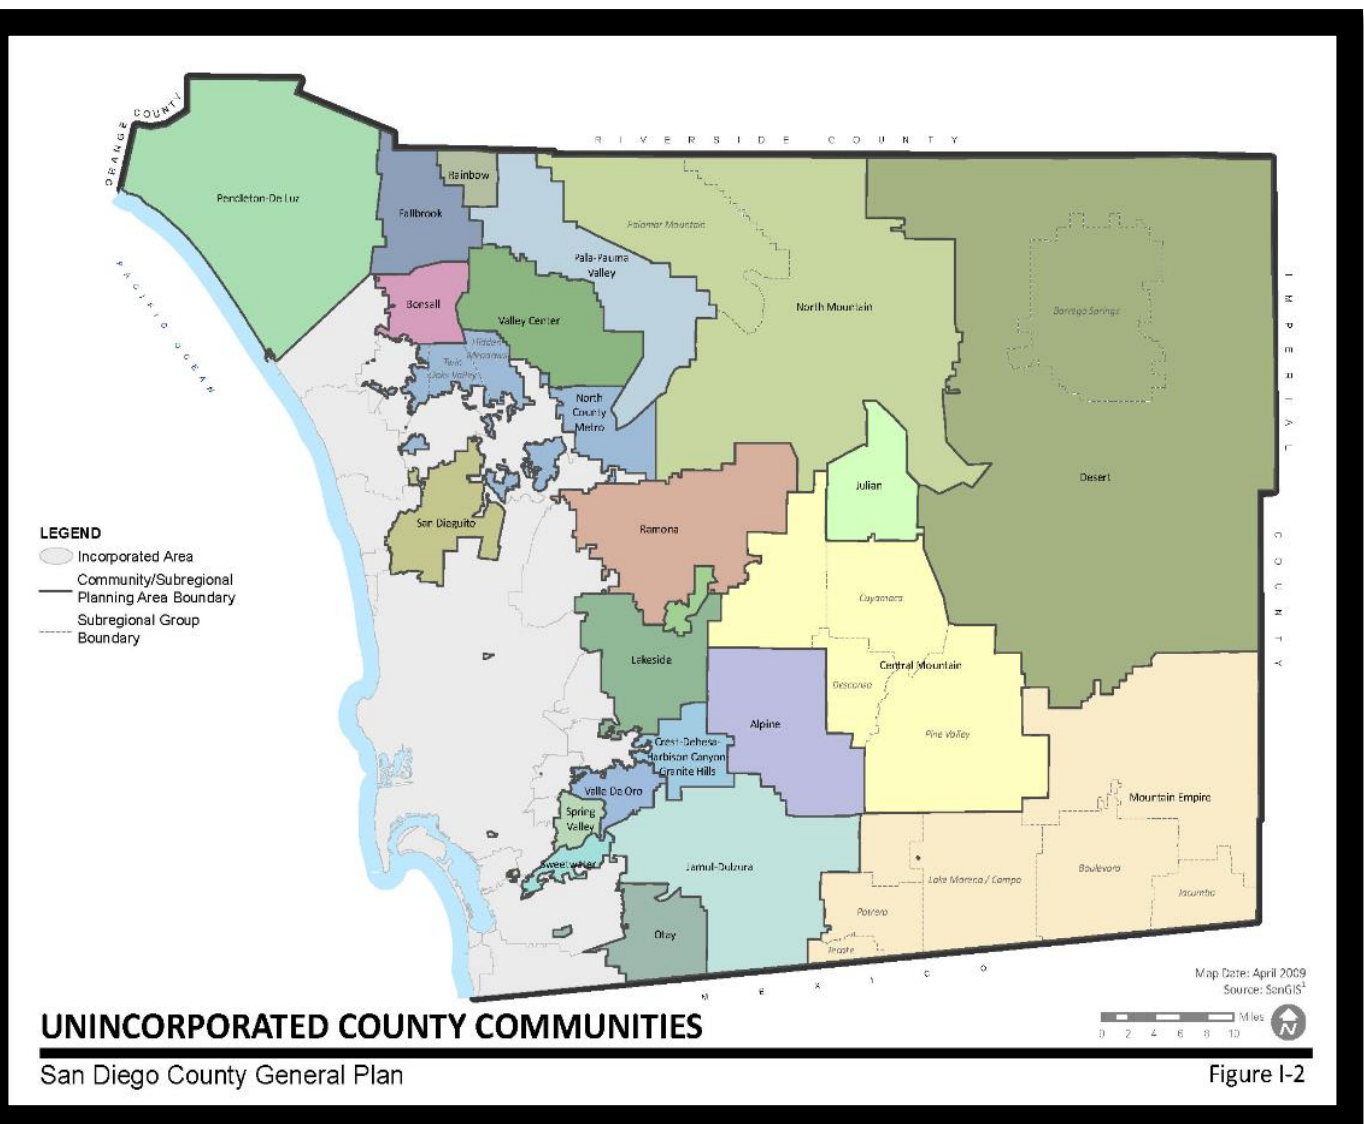 ORANGE COUNTY
RIVERSIDE COUNTY
Pendleton-De Luz
Rainbow
Fallbrook
Palomar Mountain
Pala-Pauma
Valley
PACIFIC OCEAN
IMPERIAL COUNTY
Bonsall
Valley Center
North Mountain
Borrego Springs
Hidden
Meadows
Twin
Oaks Valley
North
County
Metro
Julian
Desert
San Dieguito
Ramona
LEGEND
Incorporated Area
Community/Subregional
Planning Area Boundary
Subregional Group
Boundary
Cuyamaca
Lakeside
Central Mountain
Descanso
Alpine
Pine Valley
Crest-Dehesa-
Harbison Canyon
Granite Hills
Valle De Oro
Mountain Empire
Spring
Valley
Sweetwater
Jamul-Dulzura
Lake Morena / Campo
Boulevard
Jacumba
Potrero
Otay
Tecate
MEXICO
Map Date: April 2009
Source: SanGIS1
Miles
0 2 4 6 8 10
N
UNINCORPORATED COUNTY COMMUNITIES
San Diego County General Plan
Figure I-2